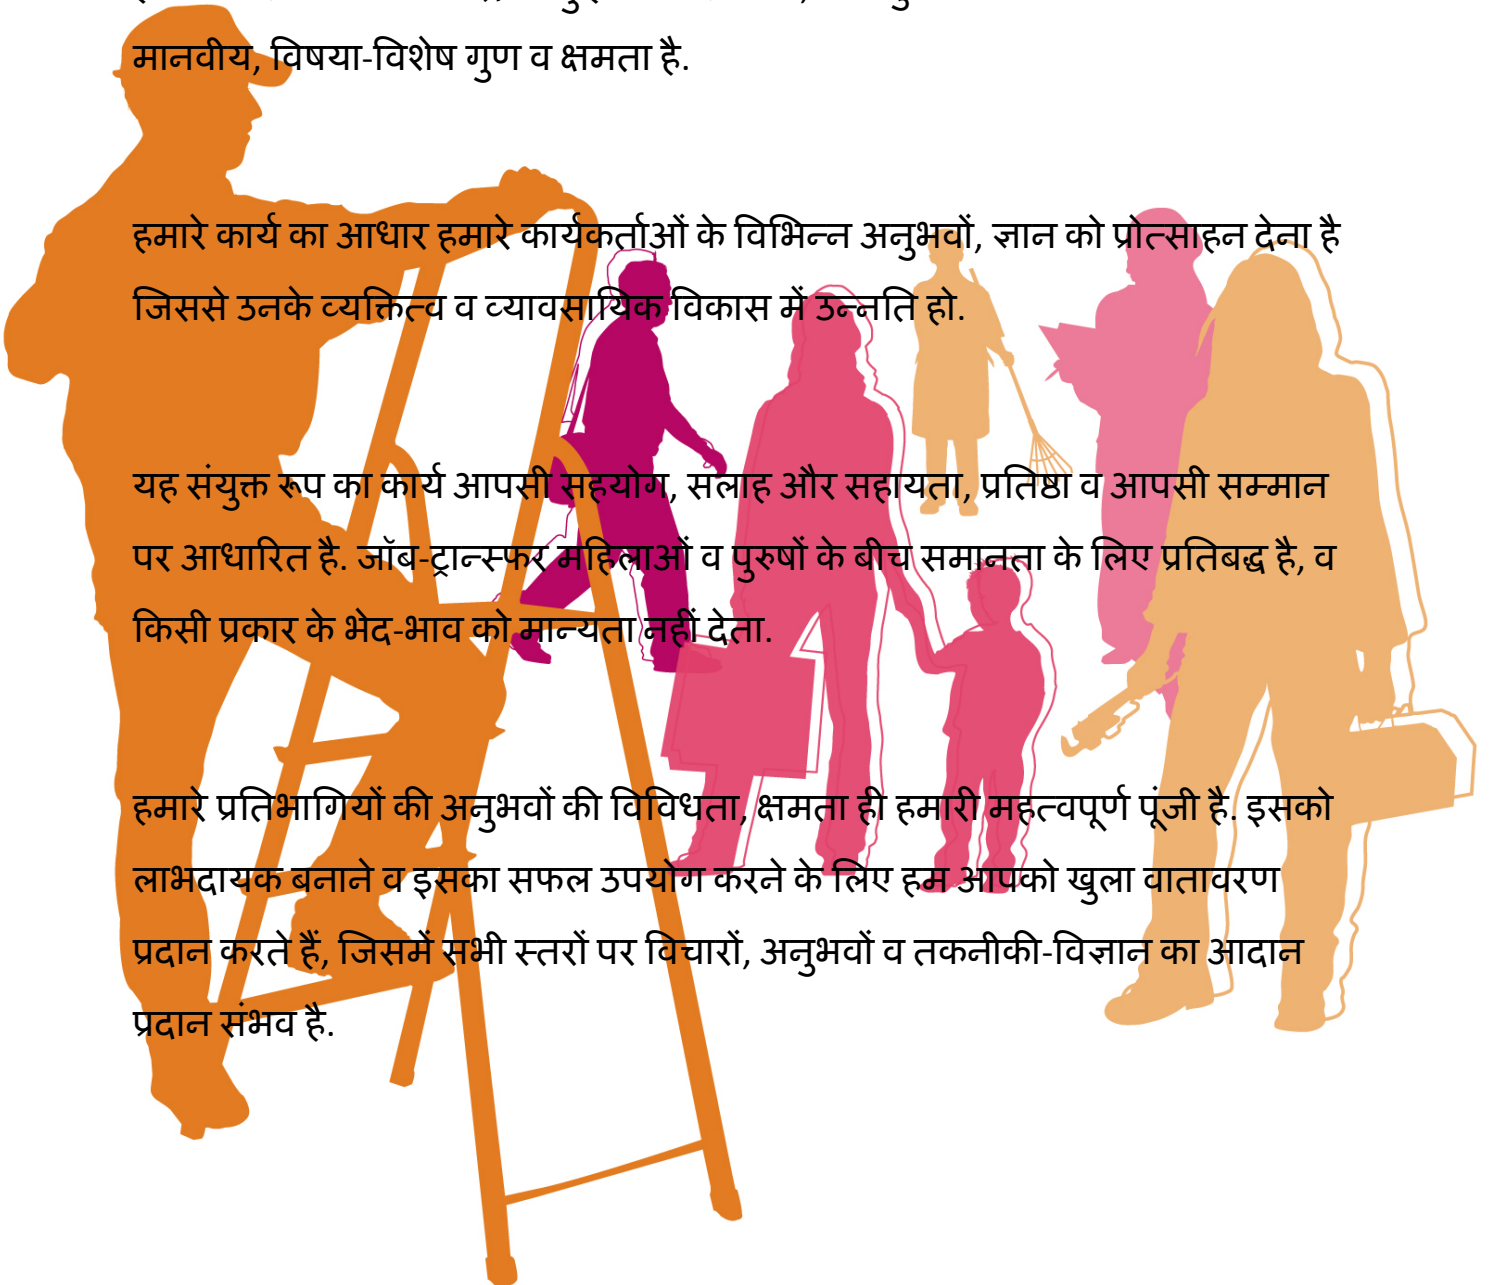 मानवीय, विषया-विशेष गुण व क्षमता है.
हमारे कार्य का आधार हमारे कार्यकर्ताओं के विभिन्न अनुभवों, ज्ञान को प्रोत्साहन देना है
जिससे उनके व्यक्तित्व व व्यावसायिक विकास में उन्नति हो.
यह संयुक्त रूप का कार्य आपसी सहयोग, सलाह और सहायता, प्रतिष्ठा व आपसी सम्मान
पर आधारित है. जॉब-ट्रान्स्फर महिलाओं व पुरुषों के बीच समानता के लिए प्रतिबद्ध है, व
किसी प्रकार के भेद-भाव को मान्यता नहीं देता.
हमारे प्रतिभागियों की अनुभवों की विविधता, क्षमता ही हमारी महत्वपूर्ण पूंजी है. इसको
लाभदायक बनाने व इसका सफल उपयोग करने के लिए हम आपको खुला वातावरण
प्रदान करते हैं, जिसमें सभी स्तरों पर विचारों, अनुभवों व तकनीकी-विज्ञान का आदान
प्रदान संभव है.